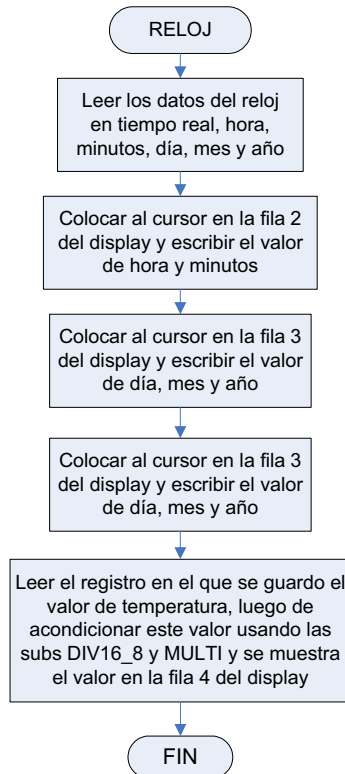 RELOJ
Leer los datos del reloj
en tiempo real, hora,
minutos, día, mes y año
Colocar al cursor en la fila 2
del display y escribir el valor
de hora y minutos
Colocar al cursor en la fila 3
del display y escribir el valor
de día, mes y año
Colocar al cursor en la fila 3
del display y escribir el valor
de día, mes y año
Leer el registro en el que se guardo el
valor de temperatura, luego de
acondicionar este valor usando las
subs DIV16_8 y MULTI y se muestra
el valor en la fila 4 del display
FIN